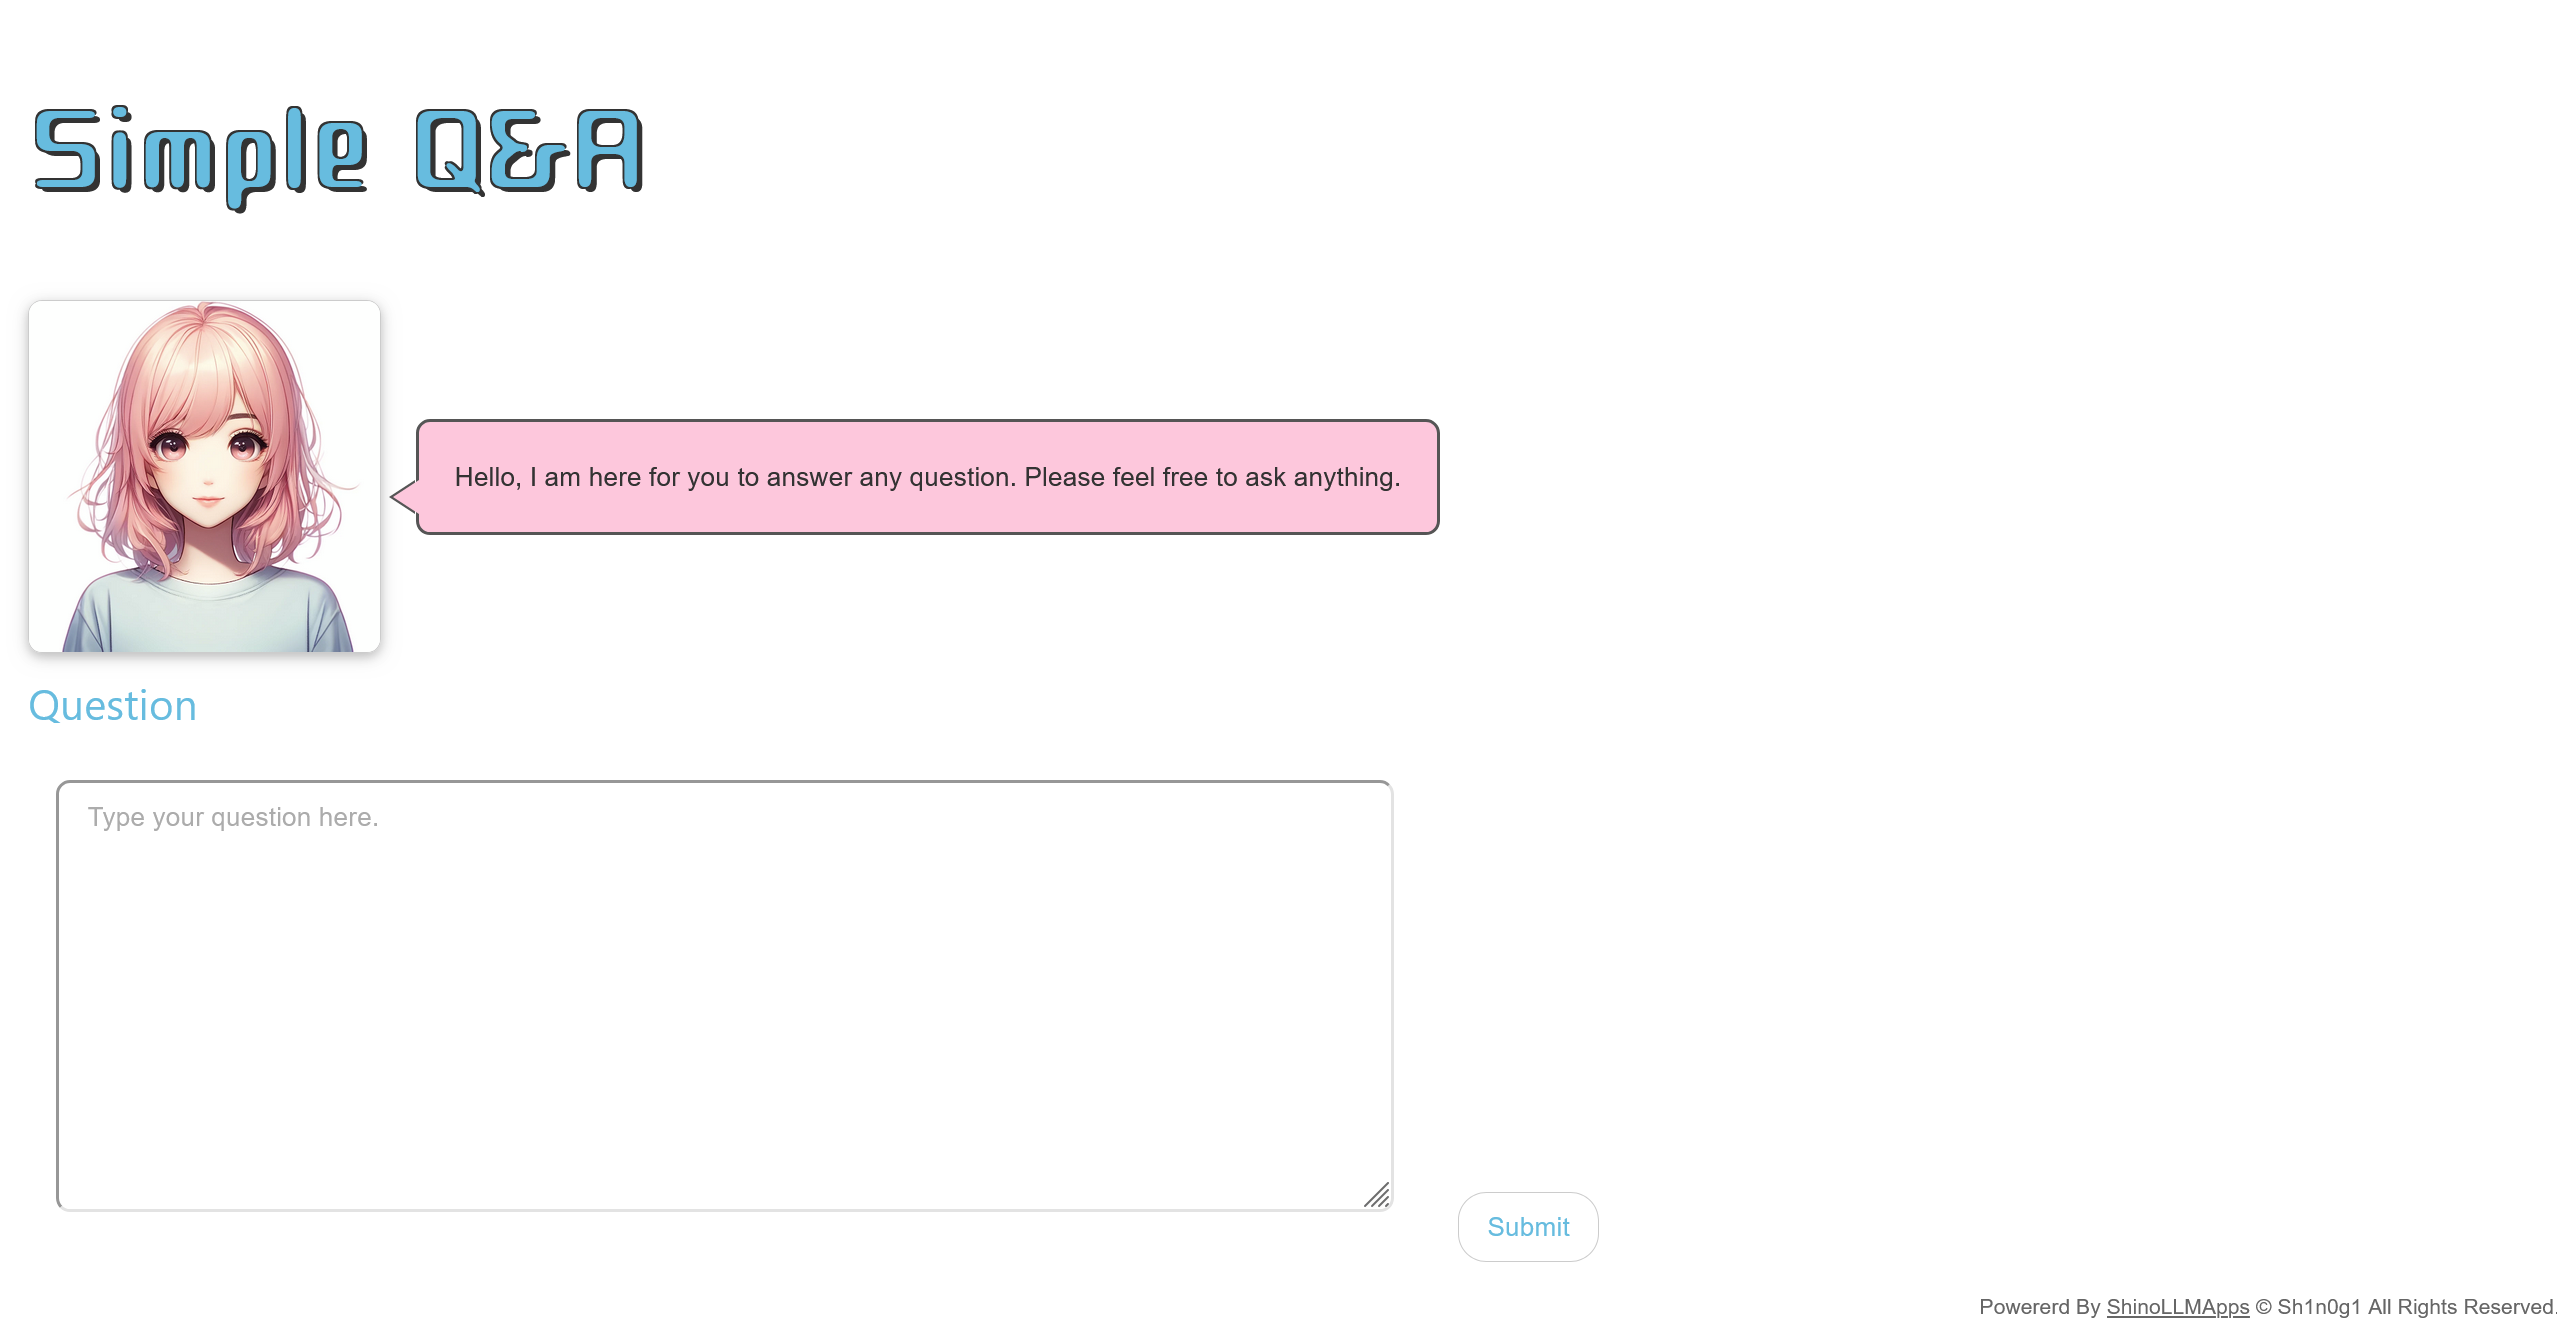 Simple Q&A
Hello, I am here for you to answer any question. Please feel free to ask anything.
Question
Type your question here.
Submit
Powererd By ShinoLLMApps © Sh1n0g1 All Rights Reserved.